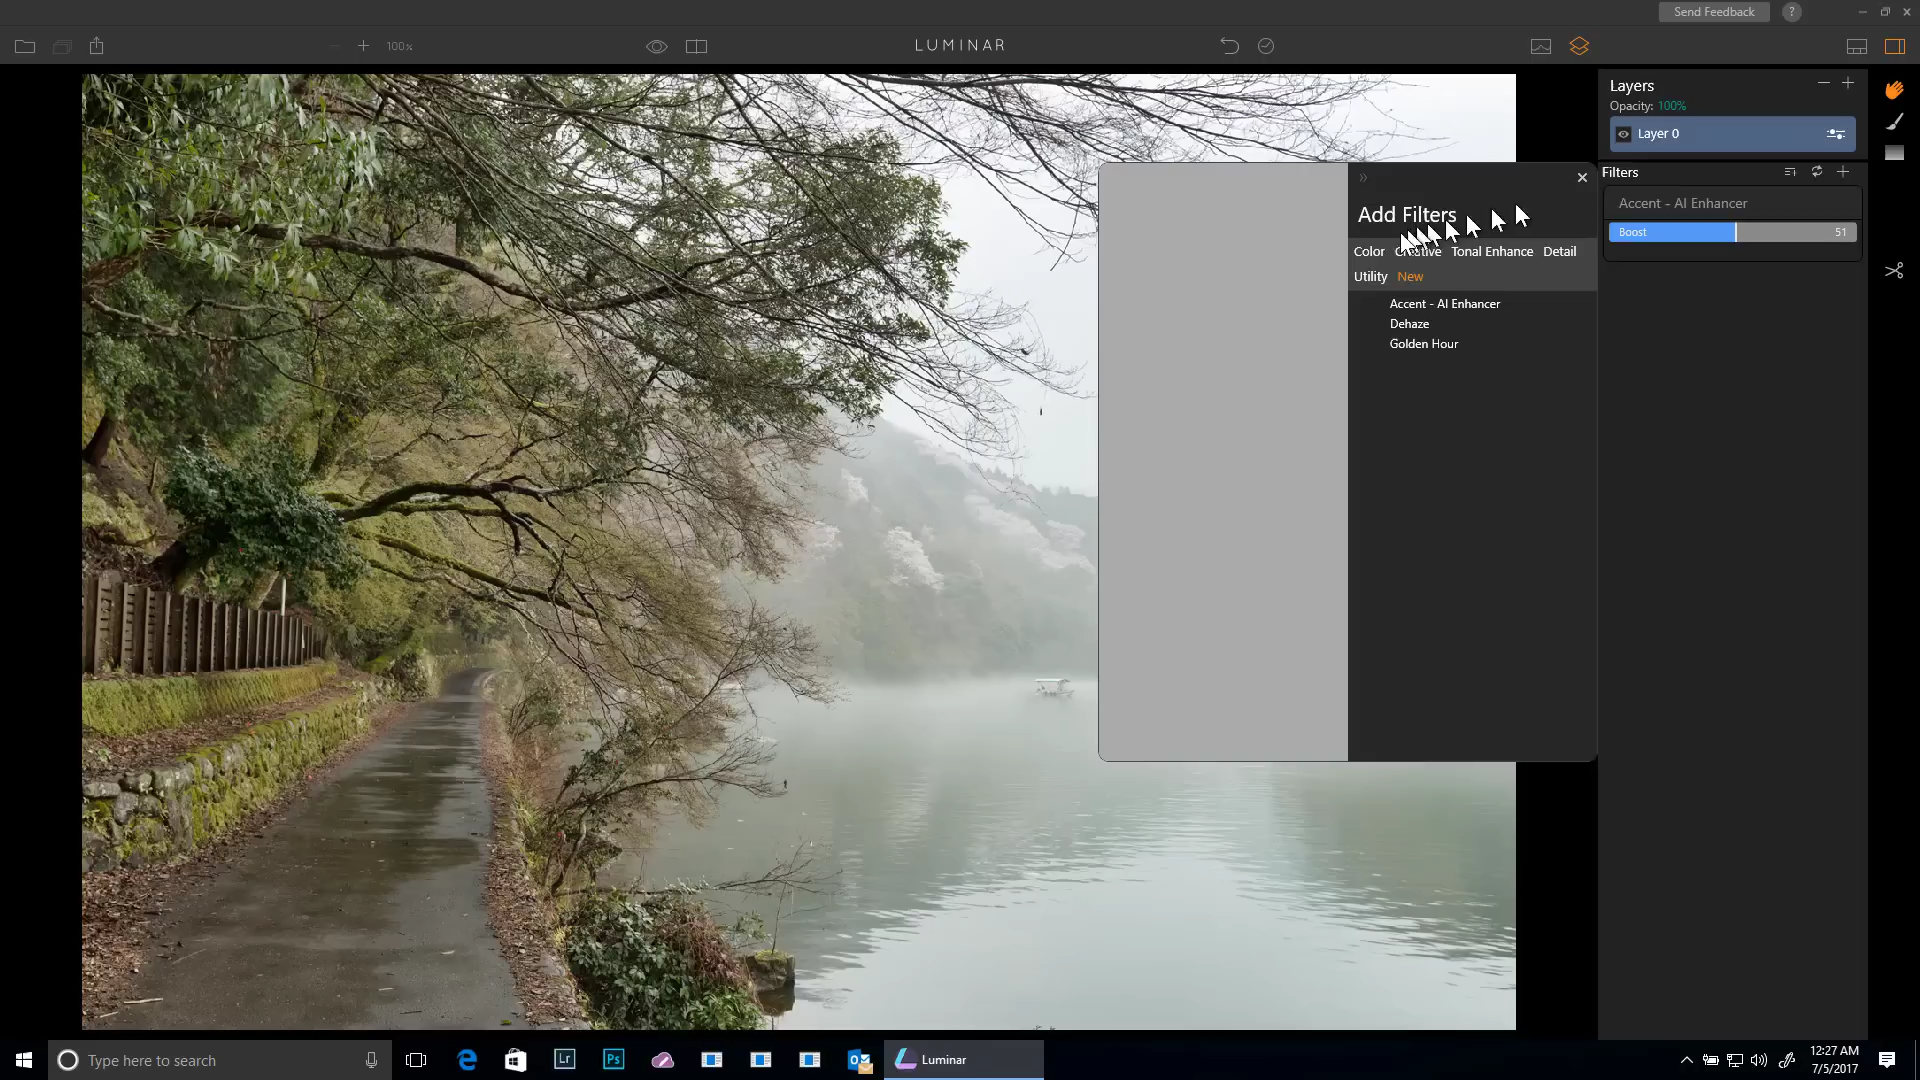 Send Feedback
?
100%
LUMINAR
Layers
Opacity: 100%
Layer 0
Filters
Accent - AI Enhancer
Boost 51
Add Filters
Color Creative Tonal Enhance Detail
Utility New
Accent - AI Enhancer
Dehaze
Golden Hour
Type here to search
Lr
Ps
Luminar
12:27 AM
7/5/2017